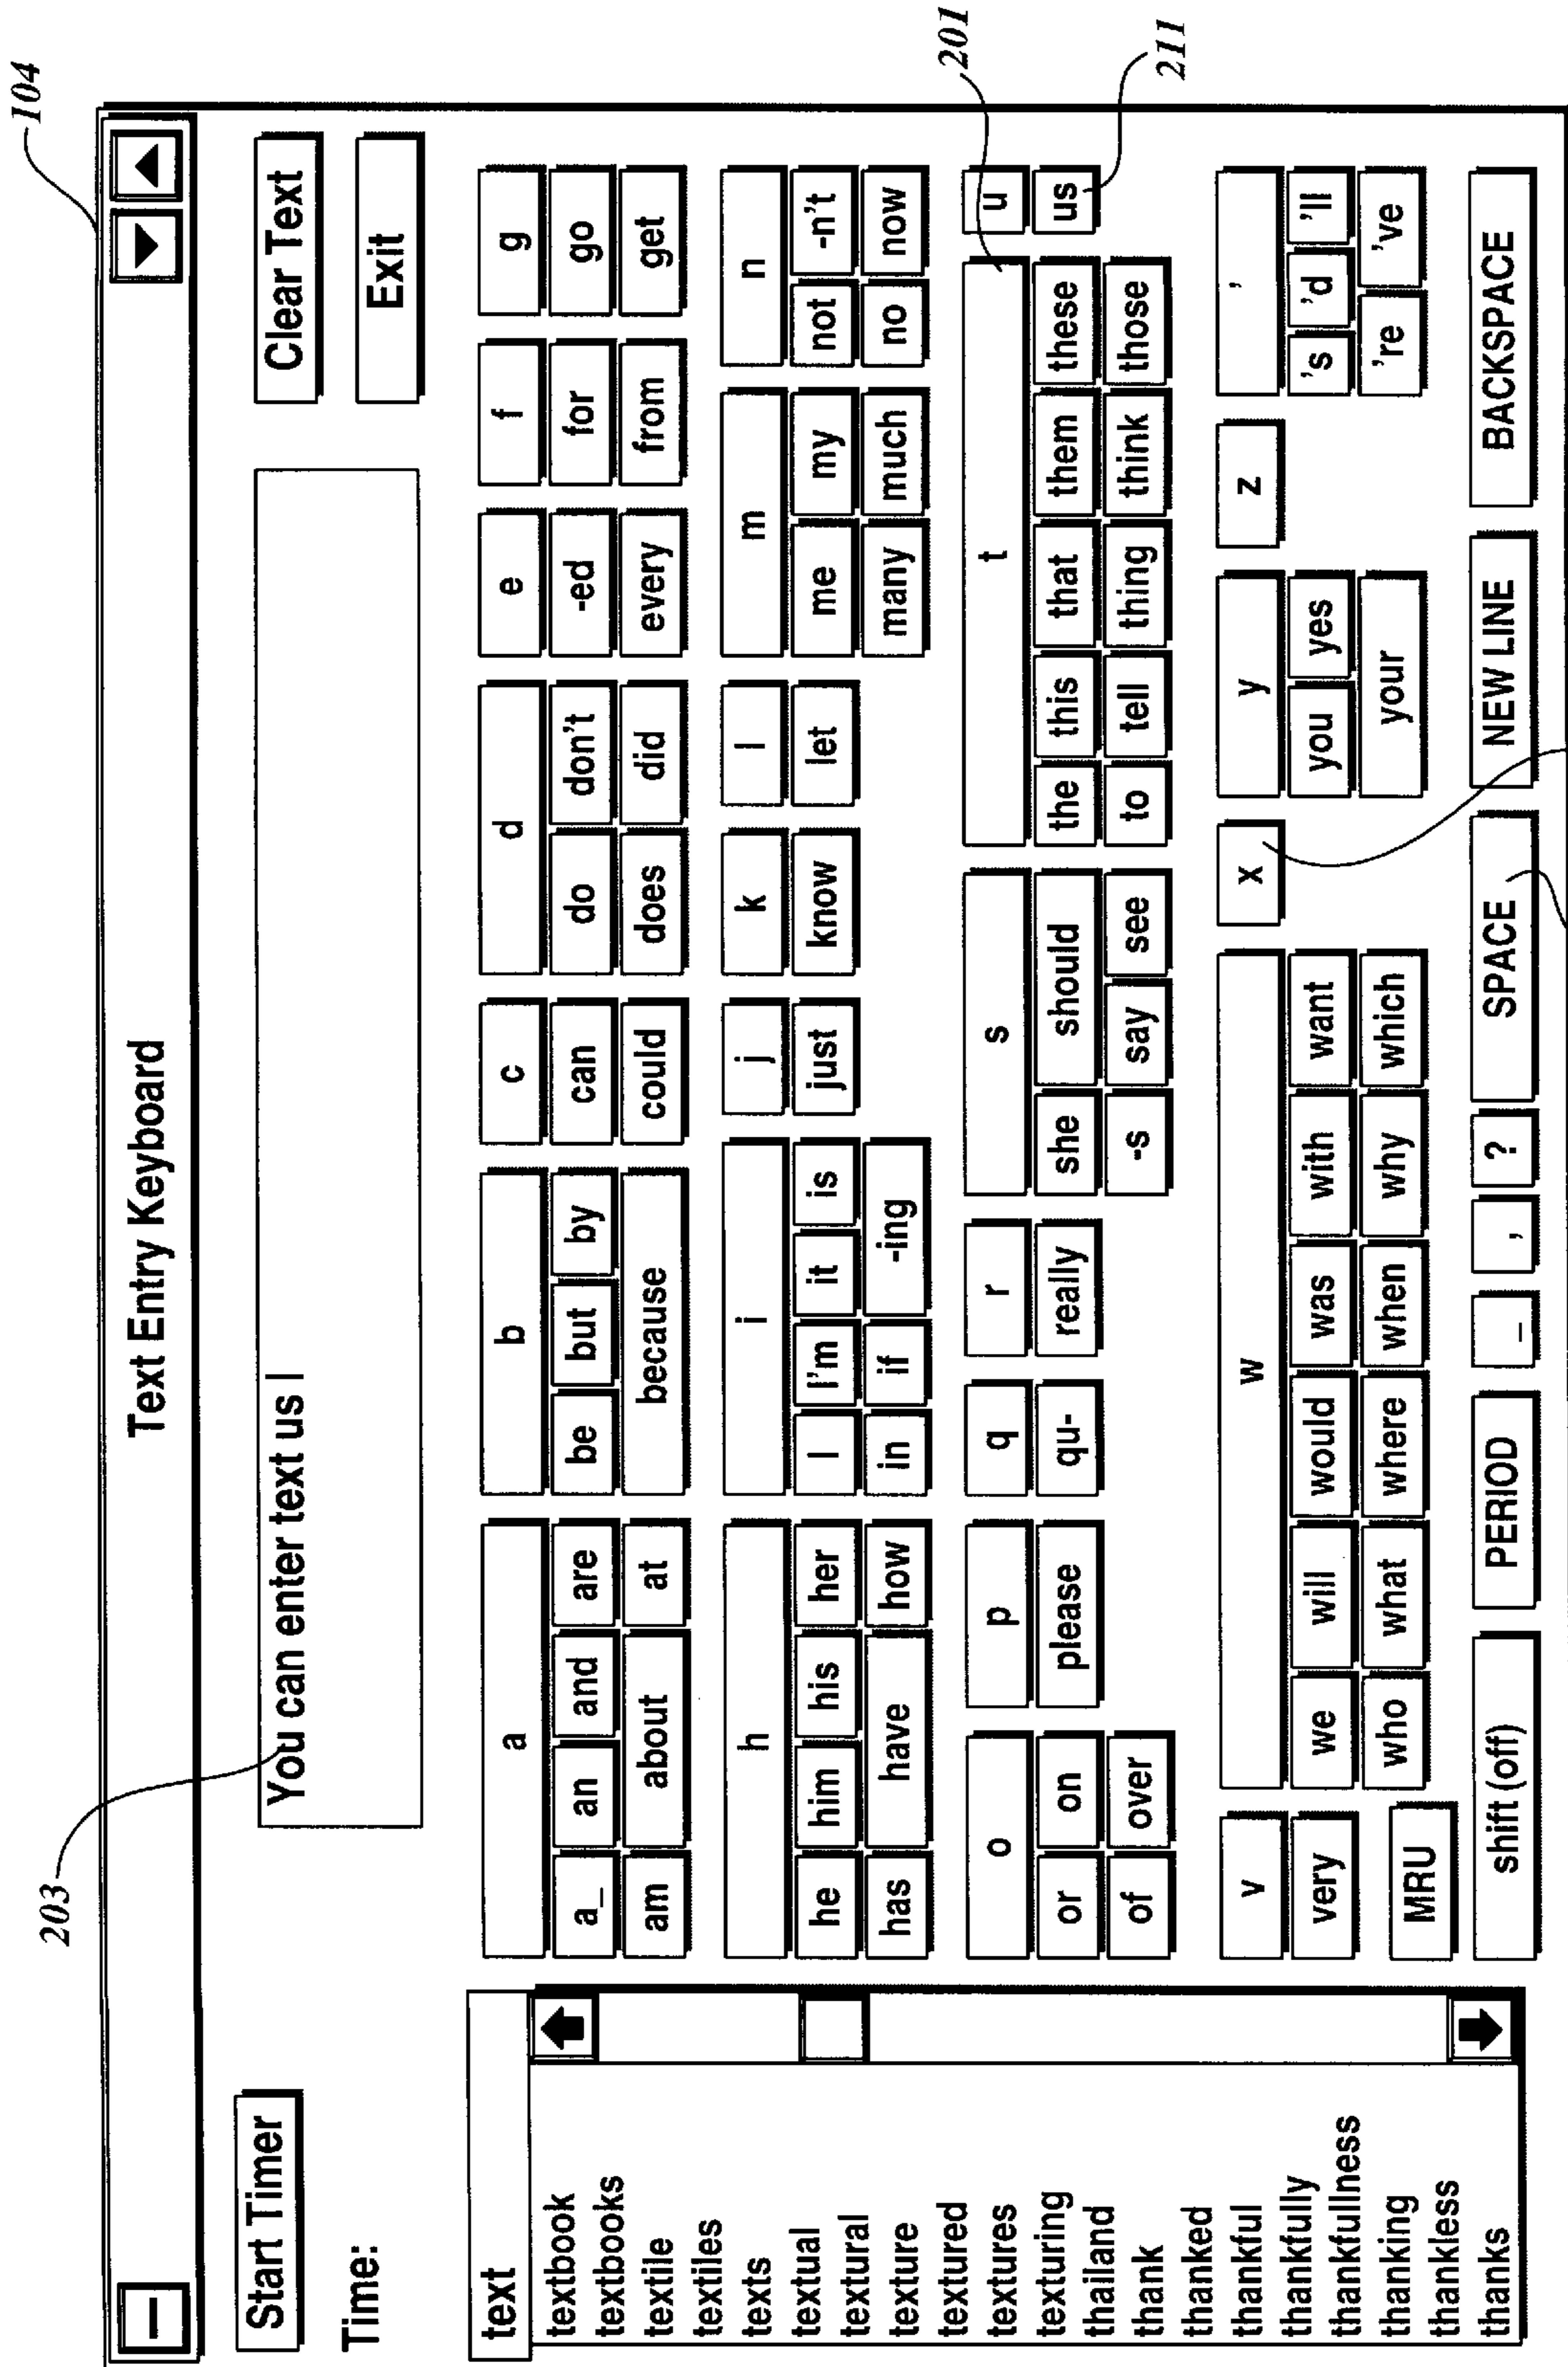 104
Text Entry Keyboard
203
Start Timer
You can enter text us
Clear Text
Time:
Exit
text
textbook
textbooks
textile
textiles
texts
textual
textural
texture
textured
textures
texturing
thailand
thank
thanked
thankful
thankfully
thankfullness
thanking
thankless
thanks
a b c d e f g
a_ an and are be but by can do don't -ed for go
am about at because could does did every from get
h i j k l m n
he him his her I I'm it is just know let me my not -n't
has have how in if -ing many much no now
201
o p q r s t u
or on please qu- really she should the this that them these us
of over -s say see to tell thing think those
211
v w x y z '
very we will would was with want you yes 's 'd 'll
MRU who what where when why which your 're 've
shift (off) PERIOD _ , ? SPACE NEW LINE BACKSPACE